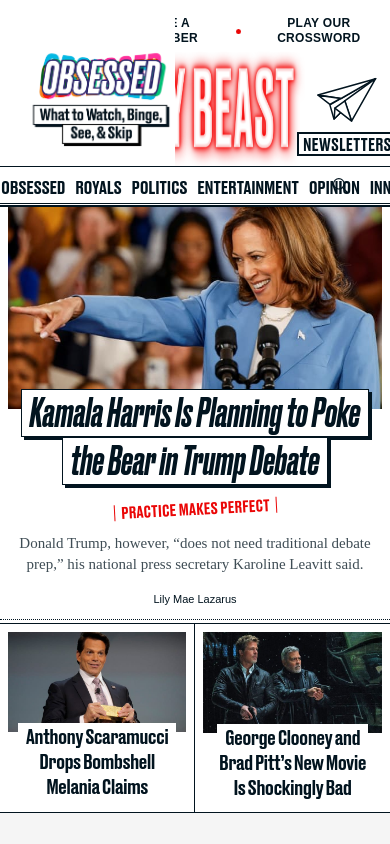 E A
BER
PLAY OUR
CROSSWORD
OBSESSED
What to Watch, Binge,
See, & Skip
Y BEAST
NEWSLETTERS
OBSESSED ROYALS POLITICS ENTERTAINMENT OPINION INN
Kamala Harris Is Planning to Poke
the Bear in Trump Debate
PRACTICE MAKES PERFECT
Donald Trump, however, “does not need traditional debate
prep,” his national press secretary Karoline Leavitt said.
Lily Mae Lazarus
Anthony Scaramucci
Drops Bombshell
Melania Claims
George Clooney and
Brad Pitt’s New Movie
Is Shockingly Bad